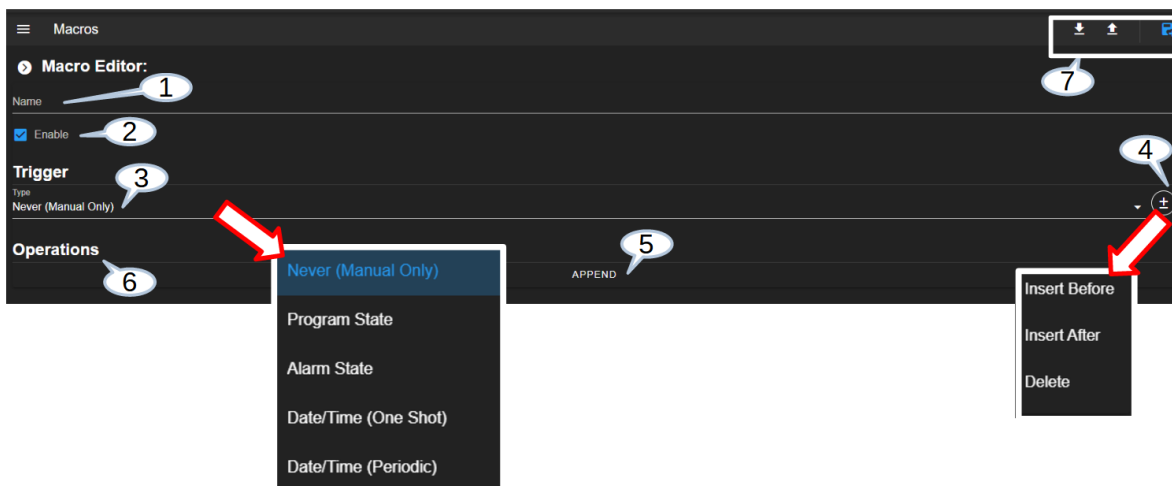 Macros
7
Macro Editor:
1
Name
2
Enable
4
Trigger
3
Type
Never (Manual Only)
±
Operations
5
6
APPEND
Never (Manual Only)
Program State
Alarm State
Date/Time (One Shot)
Date/Time (Periodic)
Insert Before
Insert After
Delete